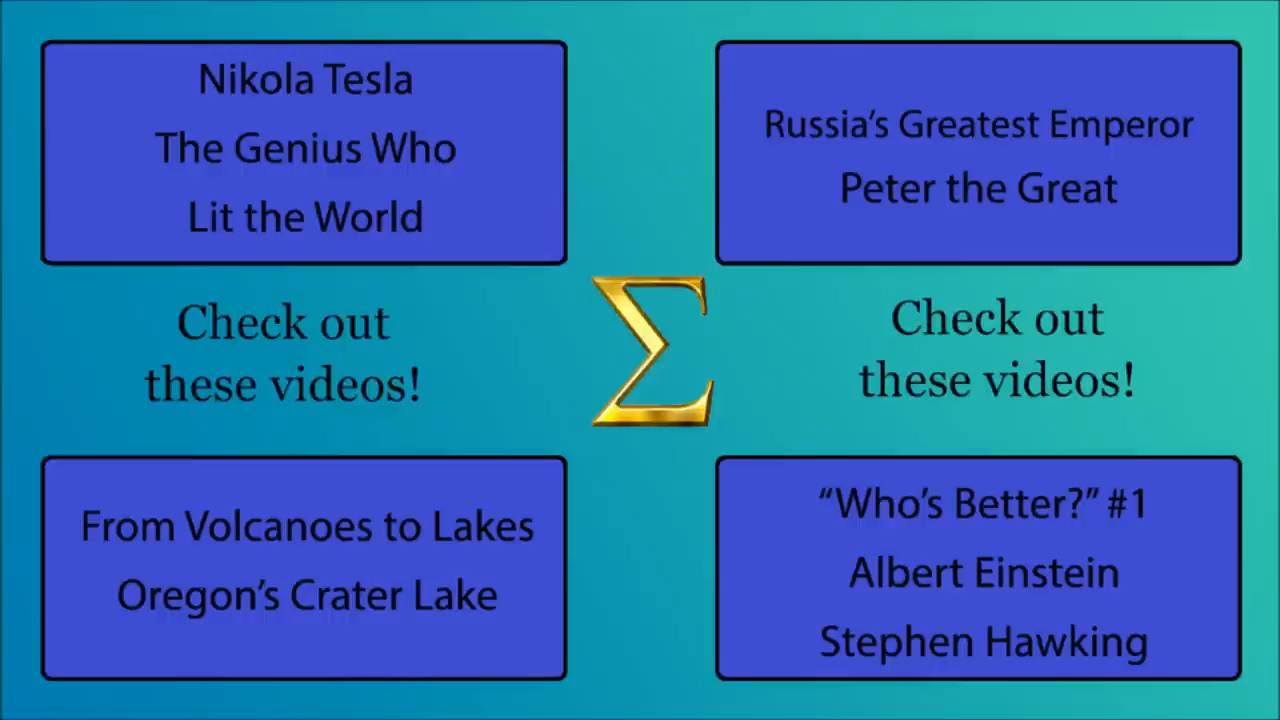 Nikola Tesla
The Genius Who
Lit the World
Russia's Greatest Emperor
Peter the Great
Check out
these videos!
Σ
Check out
these videos!
From Volcanoes to Lakes
Oregon's Crater Lake
“Who's Better?” #1
Albert Einstein
Stephen Hawking